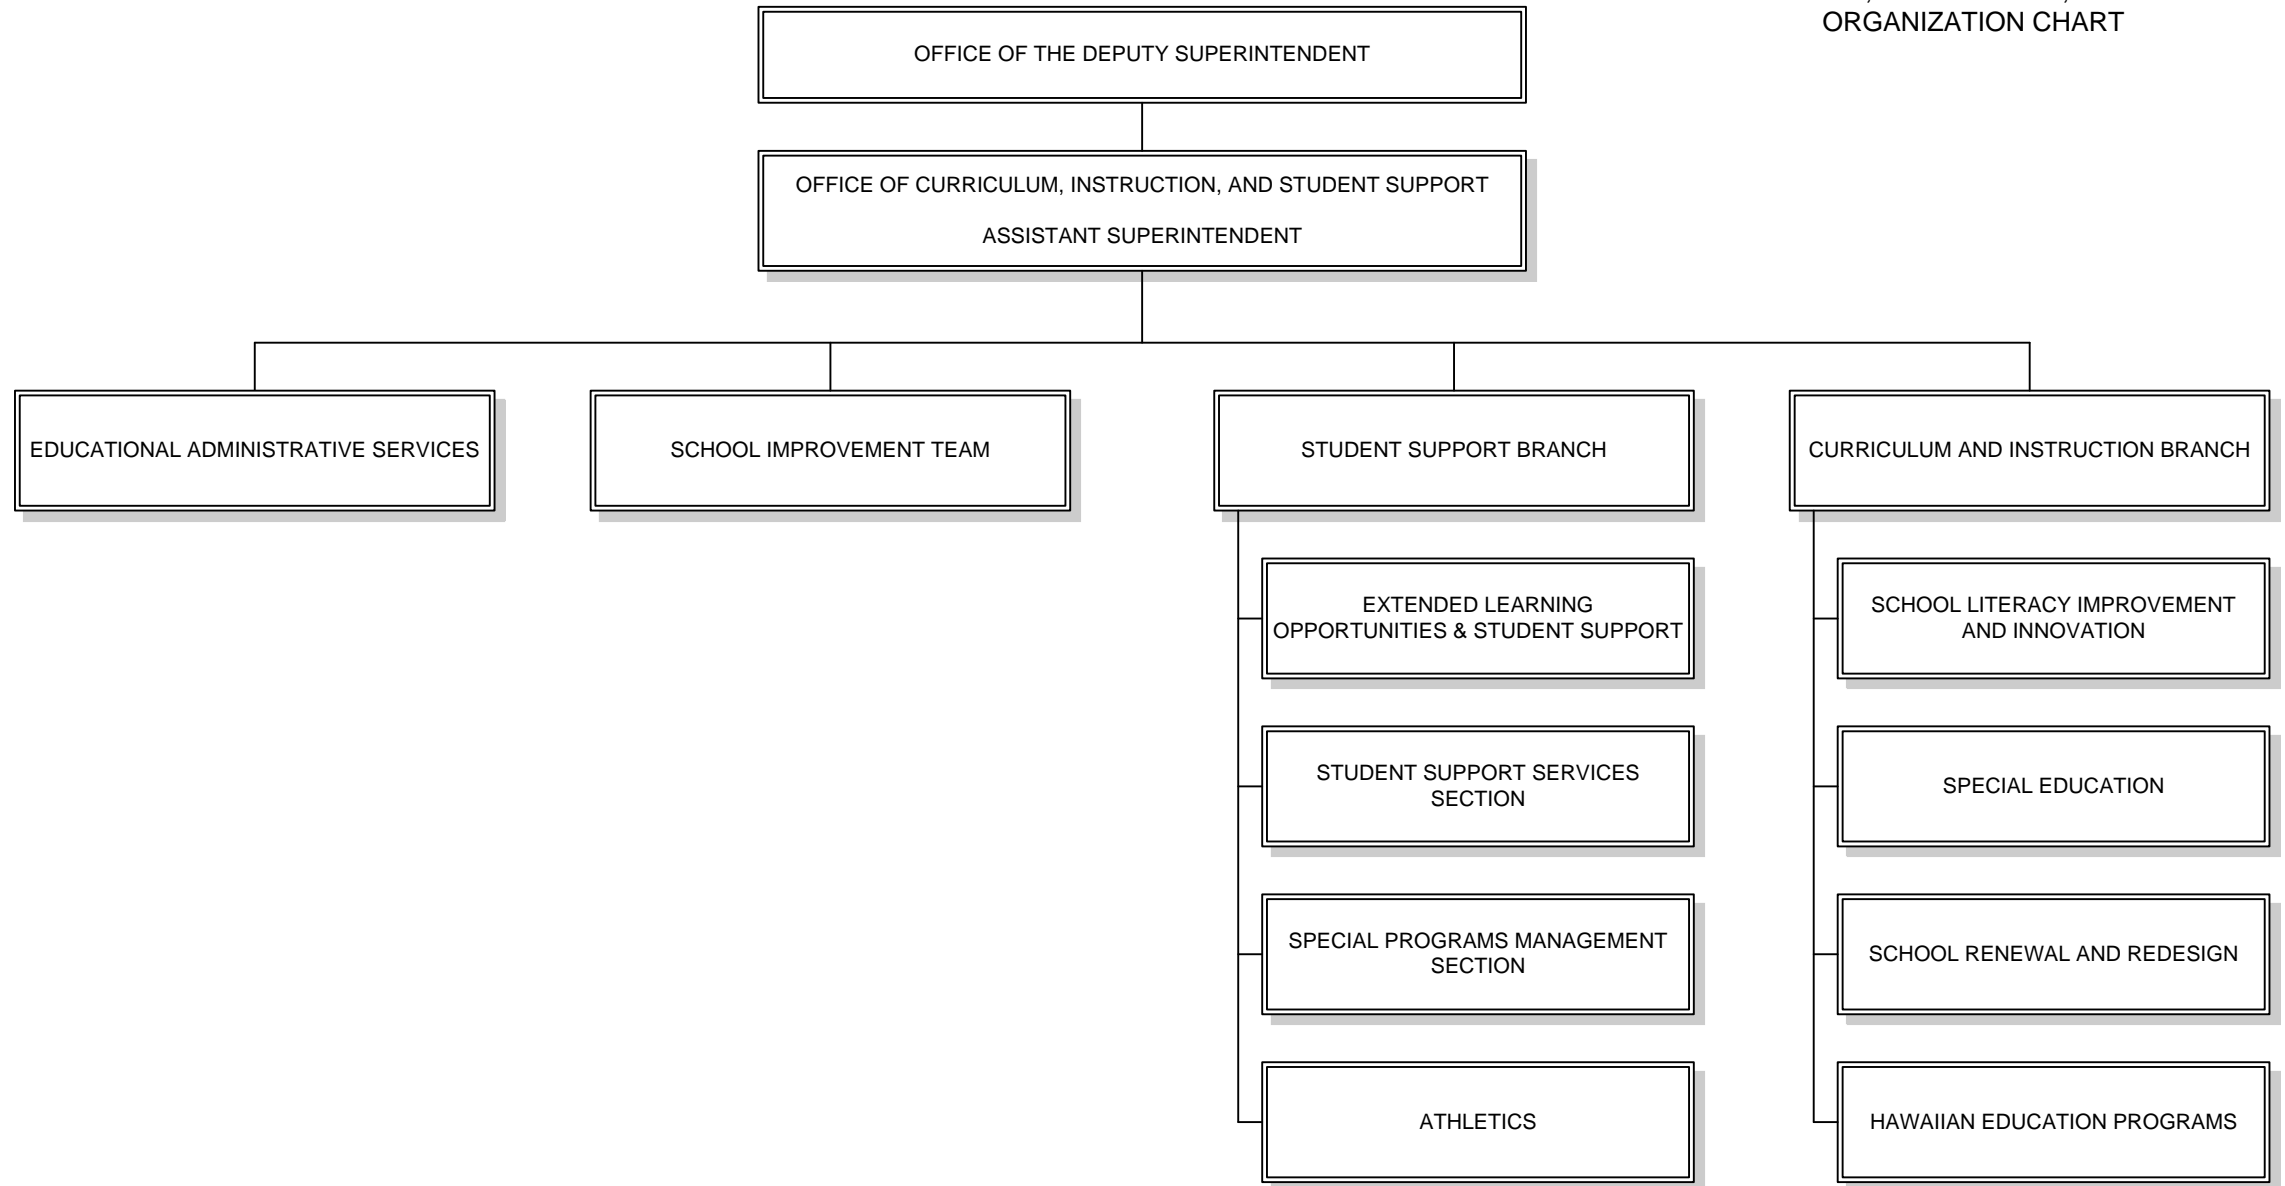 ORGANIZATION CHART
OFFICE OF THE DEPUTY SUPERINTENDENT
OFFICE OF CURRICULUM, INSTRUCTION, AND STUDENT SUPPORT
ASSISTANT SUPERINTENDENT
EDUCATIONAL ADMINISTRATIVE SERVICES
SCHOOL IMPROVEMENT TEAM
STUDENT SUPPORT BRANCH
CURRICULUM AND INSTRUCTION BRANCH
EXTENDED LEARNING
OPPORTUNITIES & STUDENT SUPPORT
STUDENT SUPPORT SERVICES
SECTION
SPECIAL PROGRAMS MANAGEMENT
SECTION
ATHLETICS
SCHOOL LITERACY IMPROVEMENT
AND INNOVATION
SPECIAL EDUCATION
SCHOOL RENEWAL AND REDESIGN
HAWAIIAN EDUCATION PROGRAMS